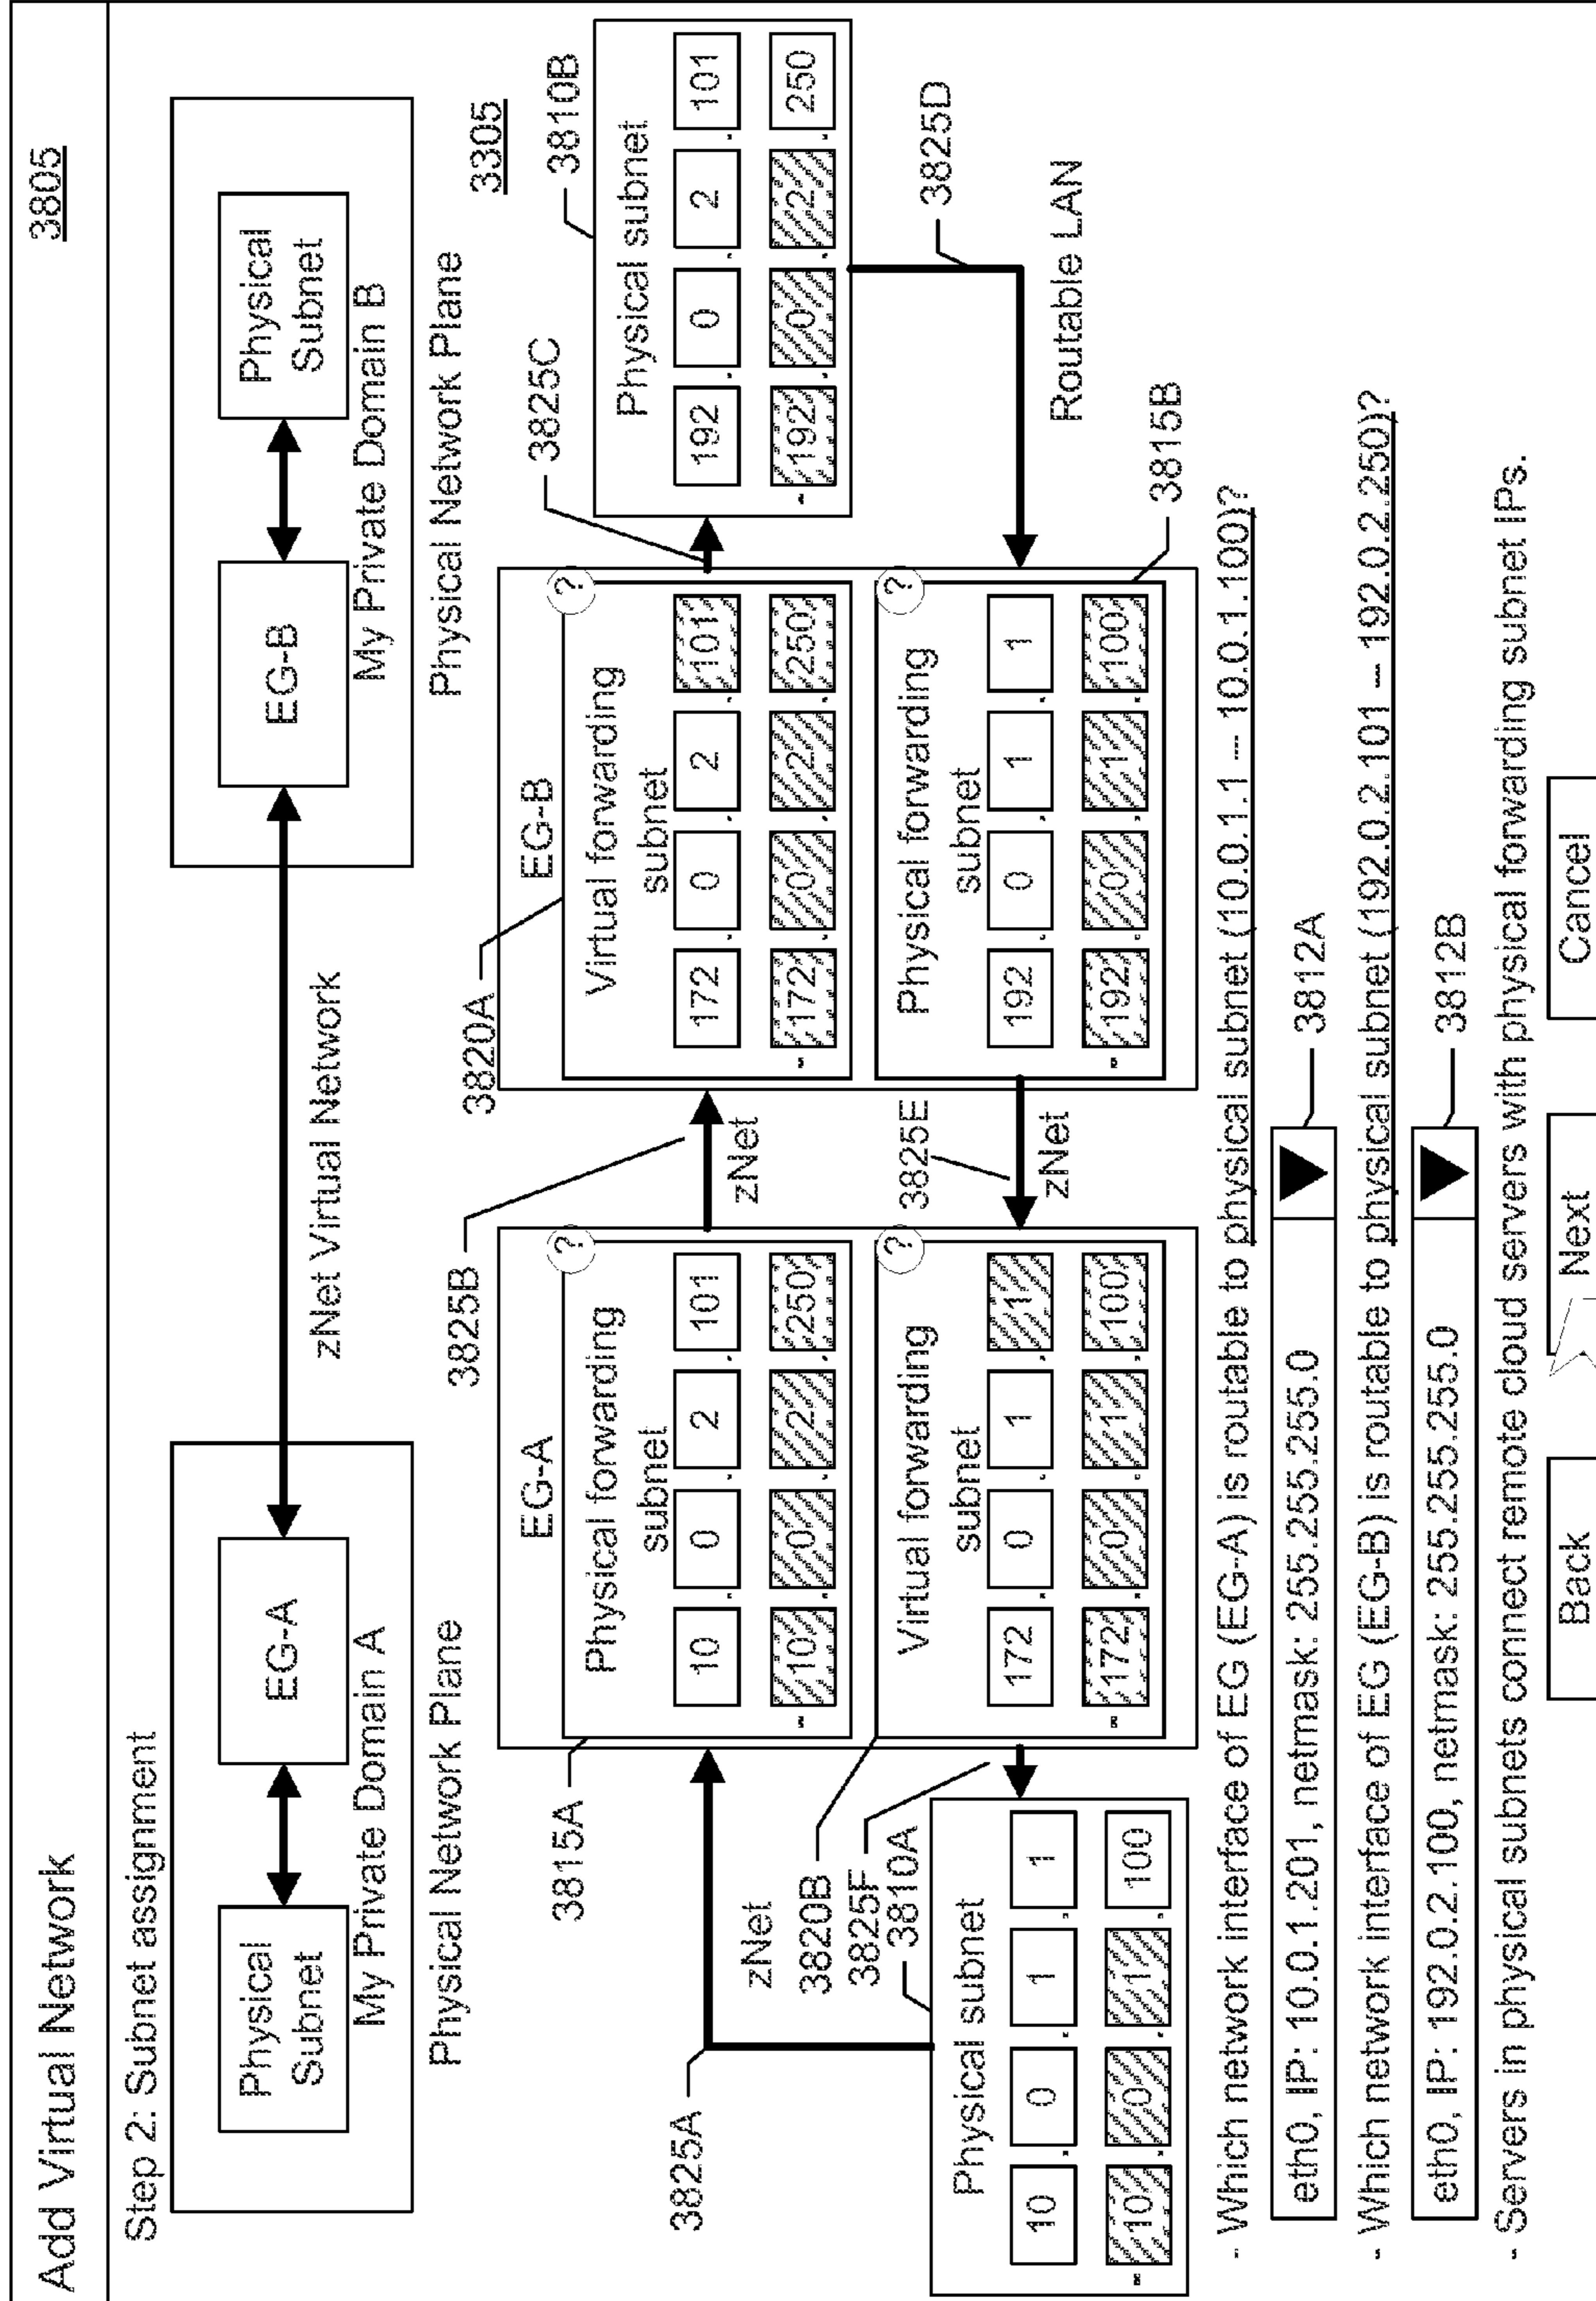 3805
Add Virtual Network
Step 2: Subnet assignment
Physical
Subnet
EG-A
My Private Domain A
Physical Network Plane
zNet Virtual Network
EG-B
Physical
Subnet
My Private Domain B
Physical Network Plane
3305
3825A
zNet
3815A
3820B
3825F
3810A
Physical subnet
10 . 0 . 1 . 1
- 10 . 0 . 1 . 100
EG-A
Physical forwarding
subnet
?
10 . 0 . 2 . 101
- 10 . 0 . 2 . 250
Virtual forwarding
subnet
?
172 . 0 . 1 . 1
- 172 . 0 . 1 . 100
3825B
zNet
3825E
zNet
3820A
EG-B
Virtual forwarding
subnet
?
172 . 0 . 2 . 101
- 172 . 0 . 2 . 250
Physical forwarding
subnet
?
192 . 0 . 1 . 1
- 192 . 0 . 1 . 100
3825C
3810B
Physical subnet
192 . 0 . 2 . 101
- 192 . 0 . 2 . 250
3825D
Routable LAN
3815B
- Which network interface of EG (EG-A) is routable to physical subnet (10.0.1.1 – 10.0.1.100)?
eth0, IP: 10.0.1.201, netmask: 255.255.255.0
3812A
- Which network interface of EG (EG-B) is routable to physical subnet (192.0.2.101 – 192.0.2.250)?
eth0, IP: 192.0.2.100, netmask: 255.255.255.0
3812B
- Servers in physical subnets connect remote cloud servers with physical forwarding subnet IPs.
Back
Next
Cancel